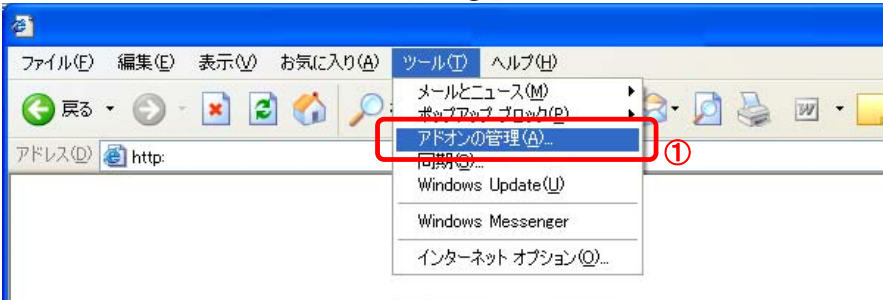 ファイル(F) 編集(E) 表示(V) お気に入り(A) ツール(T) ヘルプ(H)
戻る
メールとニュース(M)
ポップアップ ブロック(P)
アドオンの管理(A)...
①
アドレス(D) http:
同期(S)...
Windows Update(U)
Windows Messenger
インターネット オプション(O)...